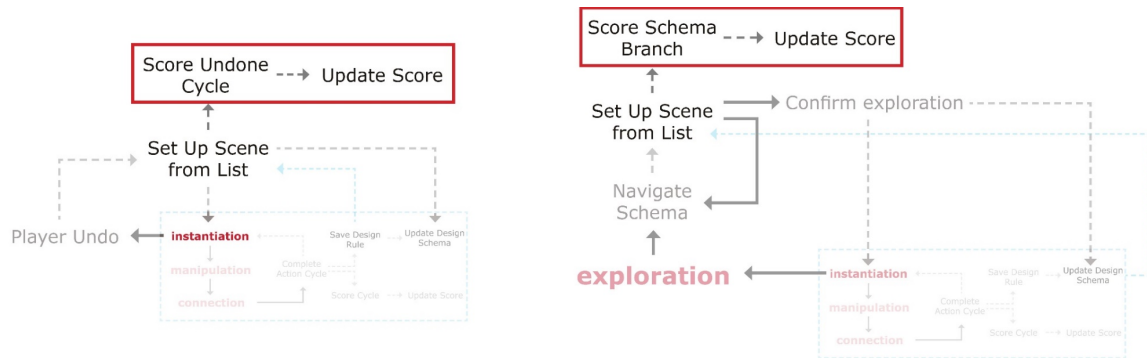 Score Undone
Cycle
Update Score
Set Up Scene
from List
Player Undo
instantiation
manipulation
connection
Complete
Action Cycle
Save Design
Rule
Update Design
Schema
Score Cycle
Update Score
Score Schema
Branch
Update Score
Set Up Scene
from List
Confirm exploration
Navigate
Schema
exploration
instantiation
manipulation
connection
Complete
Action Cycle
Save Design
Rule
Update Design
Schema
Score Cycle
Update Score